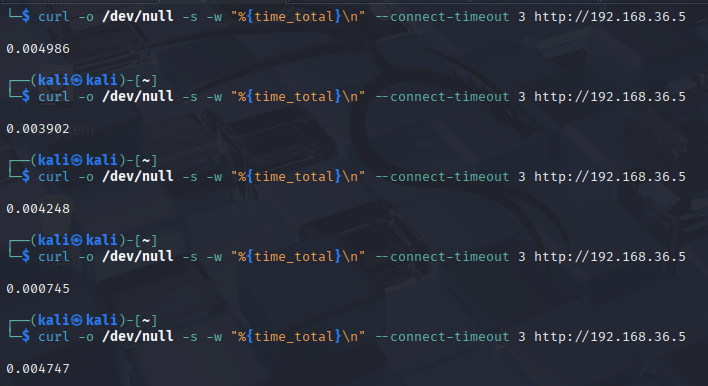 └─$ curl -o /dev/null -s -w "%{time_total}\n" --connect-timeout 3 http://192.168.36.5
0.004986
┌──(kali㉿kali)-[~]
└─$ curl -o /dev/null -s -w "%{time_total}\n" --connect-timeout 3 http://192.168.36.5
0.003902
┌──(kali㉿kali)-[~]
└─$ curl -o /dev/null -s -w "%{time_total}\n" --connect-timeout 3 http://192.168.36.5
0.004248
┌──(kali㉿kali)-[~]
└─$ curl -o /dev/null -s -w "%{time_total}\n" --connect-timeout 3 http://192.168.36.5
0.000745
┌──(kali㉿kali)-[~]
└─$ curl -o /dev/null -s -w "%{time_total}\n" --connect-timeout 3 http://192.168.36.5
0.004747